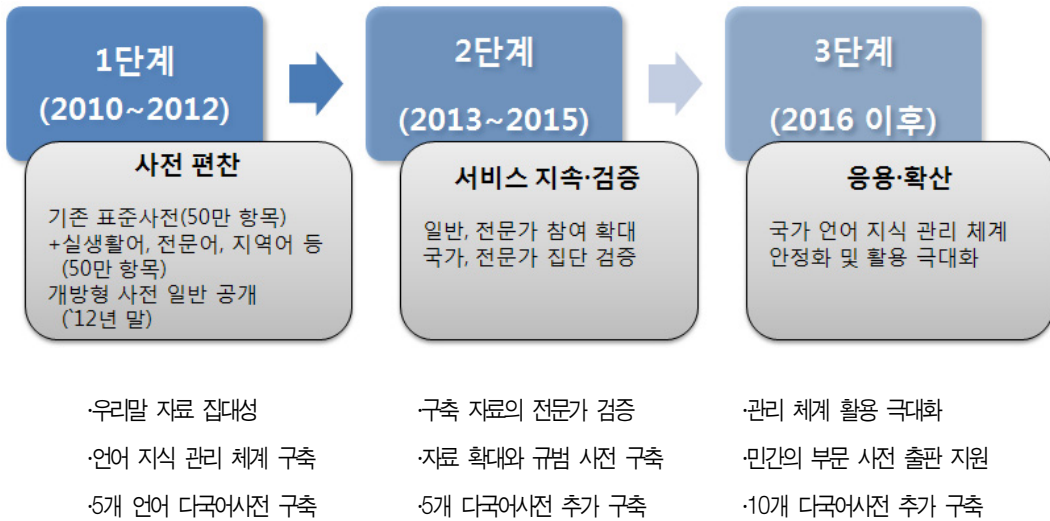 1단계
(2010~2012)
사전 편찬
기존 표준사전(50만 항목)
+실생활어, 전문어, 지역어 등
(50만 항목)
개방형 사전 일반 공개
(`12년 말)
·우리말 자료 집대성
·언어 지식 관리 체계 구축
·5개 언어 다국어사전 구축
2단계
(2013~2015)
서비스 지속·검증
일반, 전문가 참여 확대
국가, 전문가 집단 검증
·구축 자료의 전문가 검증
·자료 확대와 규범 사전 구축
·5개 다국어사전 추가 구축
3단계
(2016 이후)
응용·확산
국가 언어 지식 관리 체계
안정화 및 활용 극대화
·관리 체계 활용 극대화
·민간의 부문 사전 출판 지원
·10개 다국어사전 추가 구축